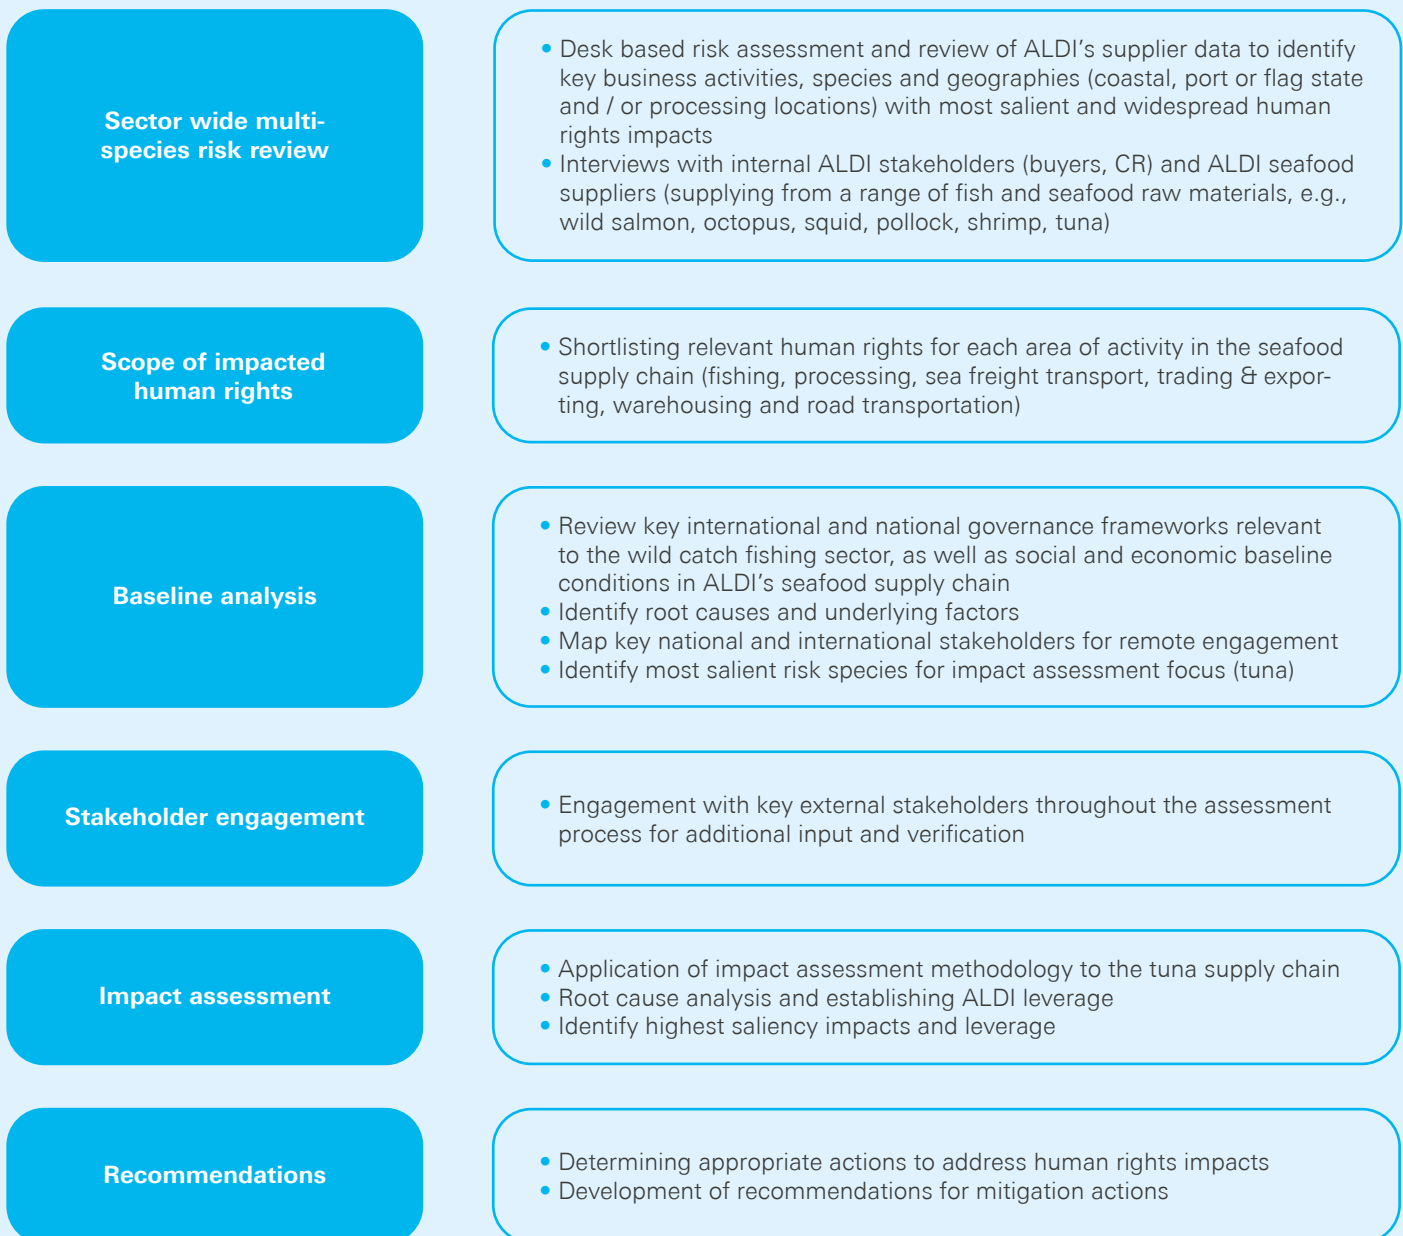 Sector wide multi-
species risk review
• Desk based risk assessment and review of ALDI's supplier data to identify
key business activities, species and geographies (coastal, port or flag state
and / or processing locations) with most salient and widespread human
rights impacts
• Interviews with internal ALDI stakeholders (buyers, CR) and ALDI seafood
suppliers (supplying from a range of fish and seafood raw materials, e.g.,
wild salmon, octopus, squid, pollock, shrimp, tuna)
Scope of impacted
human rights
• Shortlisting relevant human rights for each area of activity in the seafood
supply chain (fishing, processing, sea freight transport, trading & expor-
ting, warehousing and road transportation)
Baseline analysis
• Review key international and national governance frameworks relevant
to the wild catch fishing sector, as well as social and economic baseline
conditions in ALDI's seafood supply chain
• Identify root causes and underlying factors
• Map key national and international stakeholders for remote engagement
• Identify most salient risk species for impact assessment focus (tuna)
Stakeholder engagement
• Engagement with key external stakeholders throughout the assessment
process for additional input and verification
Impact assessment
• Application of impact assessment methodology to the tuna supply chain
• Root cause analysis and establishing ALDI leverage
• Identify highest saliency impacts and leverage
Recommendations
• Determining appropriate actions to address human rights impacts
• Development of recommendations for mitigation actions